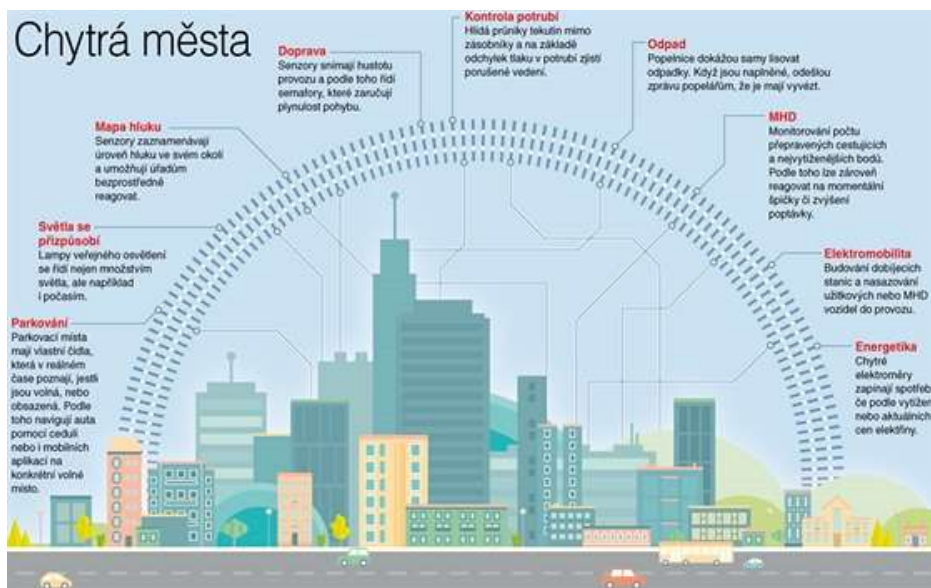 Chytrá města
Parkování
Parkovací místa
mají vlastní čidla,
která v reálném
čase poznají, jestli
jsou volná, nebo
obsazená. Podle
toho navigují auta
pomocí cedulí
nebo i mobilních
aplikací na
konkrétní volné
místo.
Světla se
přizpůsobí
Lampy veřejného osvětlení
se řídí nejen množstvím
světla, ale například
i počasím.
Mapa hluku
Senzory zaznamenávají
úroveň hluku ve svém okolí
a umožňují úřadům
bezprostředně
reagovat.
Doprava
Senzory snímají hustotu
provozu a podle toho řídí
semafory, které zaručují
plynulost pohybu.
Kontrola potrubí
Hlídá průniky tekutin mimo
zásobníky a na základě
odchylek tlaku v potrubí zjistí
porušené vedení.
Odpad
Popelnice dokážou samy lisovat
odpadky. Když jsou naplněné, odešlou
zprávu popelářům, že je mají vyvézt.
MHD
Monitorování počtu
přepravených cestujících
a nejvytíženějších bodů.
Podle toho lze zároveň
reagovat na momentální
špičky či zvýšení
poptávky.
Elektromobilita
Budování dobíjecích
stanic a nasazování
užitkových nebo MHD
vozidel do provozu.
Energetika
Chytré
elektroměry
zapínají spotřeb
če podle vytížen
nebo aktuálních
cen elektřiny.